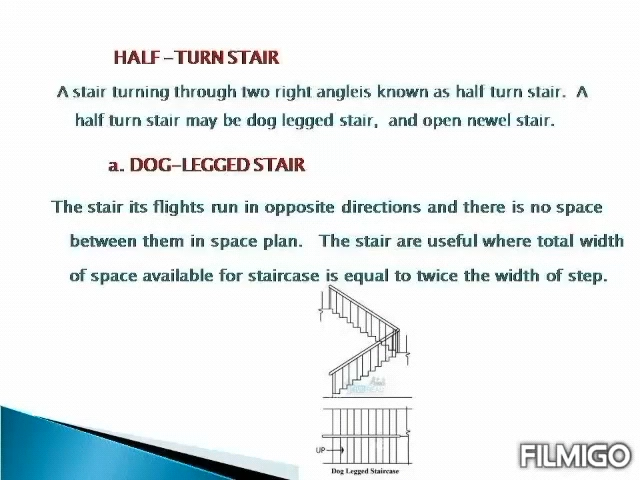 HALF –TURN STAIR
A stair turning through two right angleis known as half turn stair. A
half turn stair may be dog legged stair, and open newel stair.
a. DOG-LEGGED STAIR
The stair its flights run in opposite directions and there is no space
between them in space plan. The stair are useful where total width
of space available for staircase is equal to twice the width of step.
UP
Dog Legged Staircase
FILMIGO